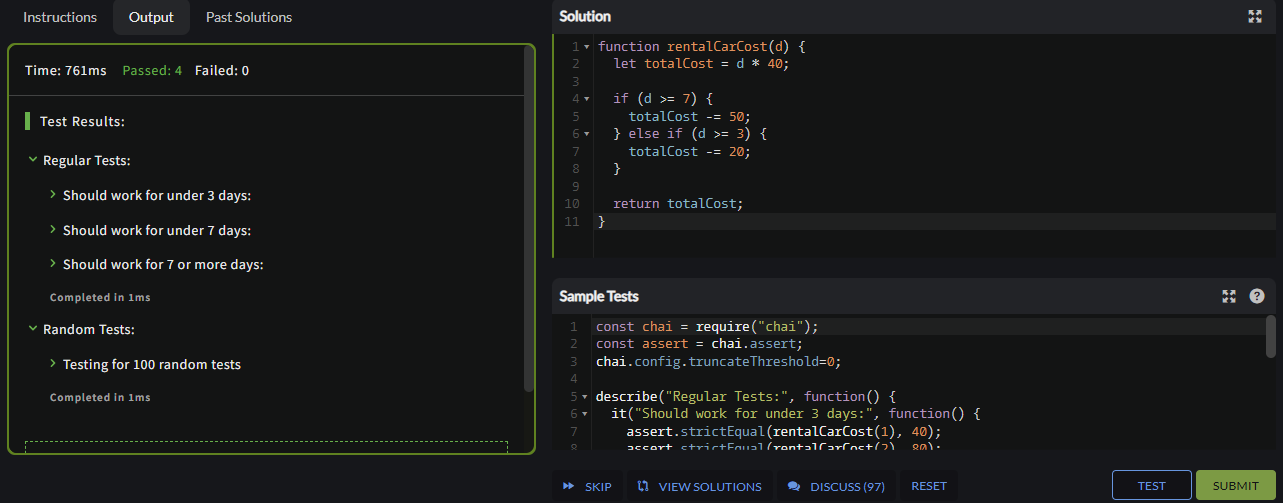 Instructions
Output
Past Solutions
Time: 761ms Passed: 4 Failed: 0
Test Results:
Regular Tests:
Should work for under 3 days:
Should work for under 7 days:
Should work for 7 or more days:
Completed in 1ms
Random Tests:
Testing for 100 random tests
Completed in 1ms
Solution
1 function rentalCarCost(d) {
2 let totalCost = d * 40;
3
4 if (d >= 7) {
5 totalCost -= 50;
6 } else if (d >= 3) {
7 totalCost -= 20;
8 }
9
10 return totalCost;
11 }
Sample Tests
?
1 const chai = require("chai");
2 const assert = chai.assert;
3 chai.config.truncateThreshold=0;
4
5 describe("Regular Tests:", function() {
6 it("Should work for under 3 days:", function() {
7 assert.strictEqual(rentalCarCost(1), 40);
8 assert.strictEqual(rentalCarCost(2), 80);
SKIP
VIEW SOLUTIONS
DISCUSS (97)
RESET
TEST
SUBMIT